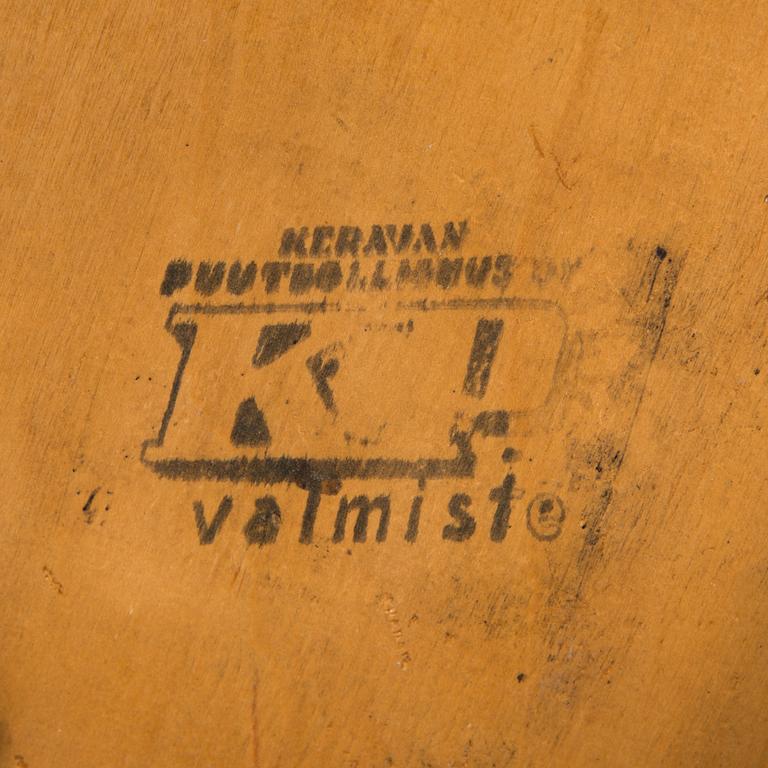 KERAVAN
PUUTEOLLISUUS OY
KP
valmiste